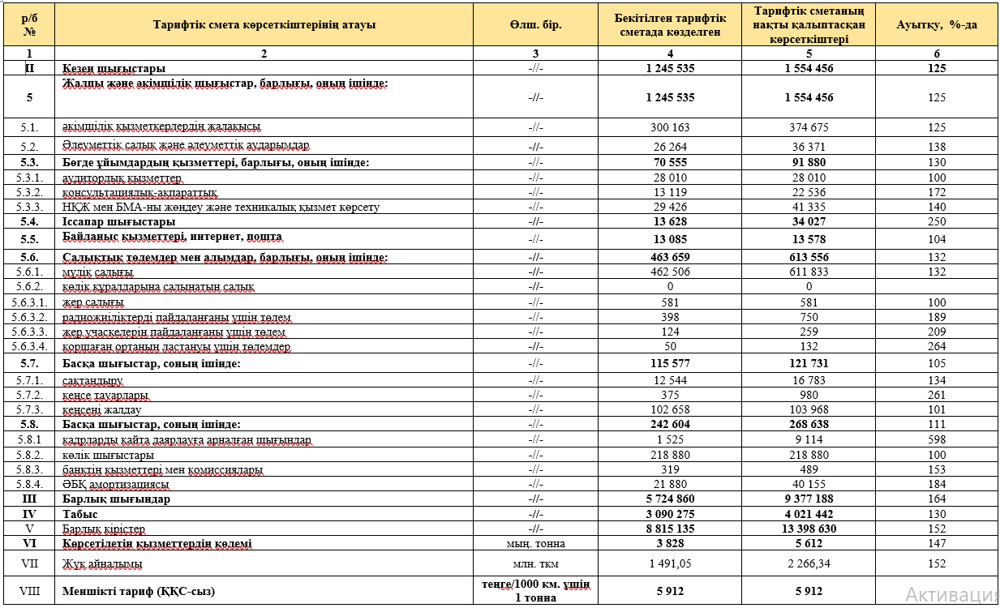 р/б № Тарифтік смета көрсеткіштерінің атауы Өлш. бір. Бекітілген тарифтік сметада көзделген Тарифтік сметаның нақты қалыптасқан көрсеткіштері Ауытқу, %-да
1 2 3 4 5 6
II Кезең шығыстары -//- 1 245 535 1 554 456 125
5 Жалпы және әкімшілік шығыстар, барлығы, оның ішінде: -//- 1 245 535 1 554 456 125
5.1. әкімшілік қызметкерлердің жалақысы -//- 300 163 374 675 125
5.2. Әлеуметтік салық және әлеуметтік аударымдар -//- 26 264 36 371 138
5.3. Бөгде ұйымдардың қызметтері, барлығы, оның ішінде: -//- 70 555 91 880 130
5.3.1. аудиторлық қызметтер -//- 28 010 28 010 100
5.3.2. консультациялық-ақпараттық -//- 13 119 22 536 172
5.3.3. НҚЖ мен БМА-ны жөндеу және техникалық қызмет көрсету -//- 29 426 41 335 140
5.4. Іссапар шығыстары -//- 13 628 34 027 250
5.5. Байланыс қызметтері, интернет, пошта -//- 13 085 13 578 104
5.6. Салықтық төлемдер мен алымдар, барлығы, оның ішінде: -//- 463 659 613 556 132
5.6.1. мүлік салығы -//- 462 506 611 833 132
5.6.2. көлік құралдарына салынатын салық -//- 0 0
5.6.3.1. жер салығы -//- 581 581 100
5.6.3.2. радиожиіліктерді пайдаланғаны үшін төлем -//- 398 750 189
5.6.3.3. жер учаскелерін пайдаланғаны үшін төлем -//- 124 259 209
5.6.3.4. қоршаған ортаның ластануы үшін төлемдер -//- 50 132 264
5.7. Басқа шығыстар, соның ішінде: -//- 115 577 121 731 105
5.7.1. сақтандыру -//- 12 544 16 783 134
5.7.2. кеңсе тауарлары -//- 375 980 261
5.7.3. кеңсені жалдау -//- 102 658 103 968 101
5.8. Басқа шығыстар, соның ішінде: -//- 242 604 268 638 111
5.8.1 кадрларды қайта даярлауға арналған шығындар -//- 1 525 9 114 598
5.8.2. көлік шығыстары -//- 218 880 218 880 100
5.8.3. банктің қызметтері мен комиссиялары -//- 319 489 153
5.8.4. ӘБҚ амортизациясы -//- 21 880 40 155 184
III Барлық шығындар -//- 5 724 860 9 377 188 164
IV Табыс -//- 3 090 275 4 021 442 130
V Барлық кірістер -//- 8 815 135 13 398 630 152
VI Көрсетілетін қызметтердің көлемі мың. тонна 3 828 5 612 147
VII Жүк айналымы млн. ткм 1 491,05 2 266,34 152
VIII Меншікті тариф (ҚҚС-сыз) теңге/1000 км. үшін 1 тонна 5 912 5 912
Активация